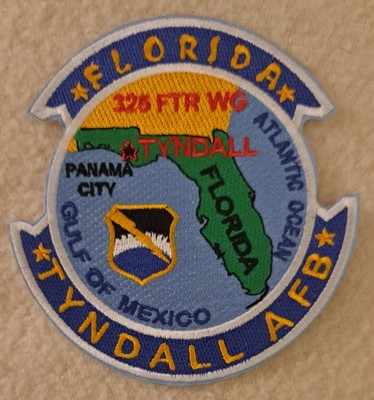 FLORIDA
325 FTR WG
TYNDALL
PANAMA
CITY
FLORIDA
ATLANTIC OCEAN
GULF OF MEXICO
TYNDALL AFB